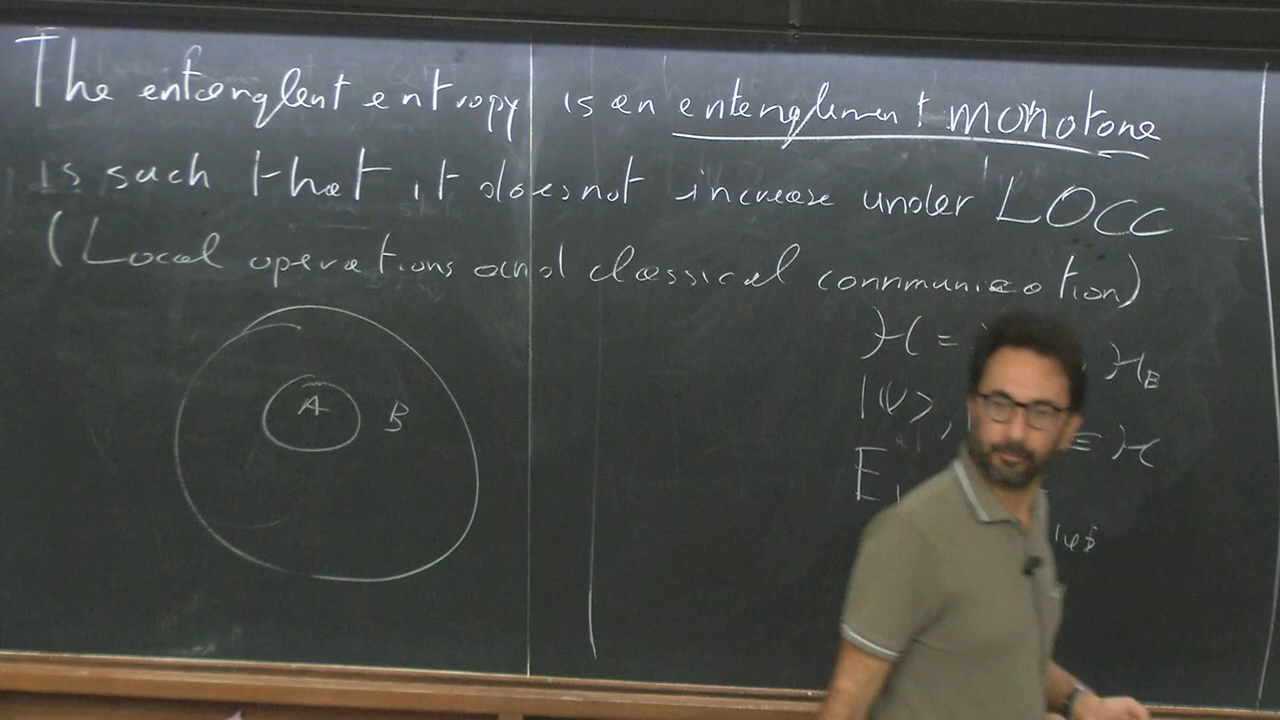 The entanglent entropy is an entanglement monotone
is such that it does not increase under LOCC
(Local operations and classical communication)
A B
H = H_B
|Ψ>, ∈ H
E